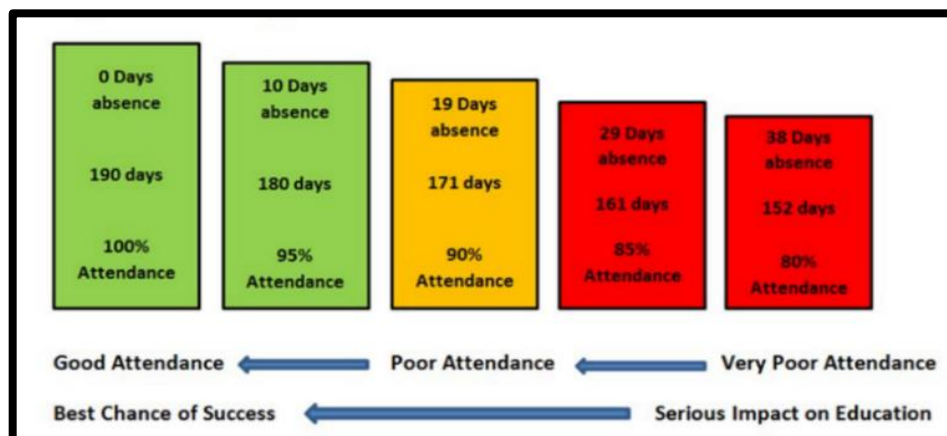 0 Days
absence
190 days
100%
Attendance
10 Days
absence
180 days
95%
Attendance
19 Days
absence
171 days
90%
Attendance
29 Days
absence
161 days
85%
Attendance
38 Days
absence
152 days
80%
Attendance
Good Attendance Poor Attendance Very Poor Attendance
Best Chance of Success Serious Impact on Education